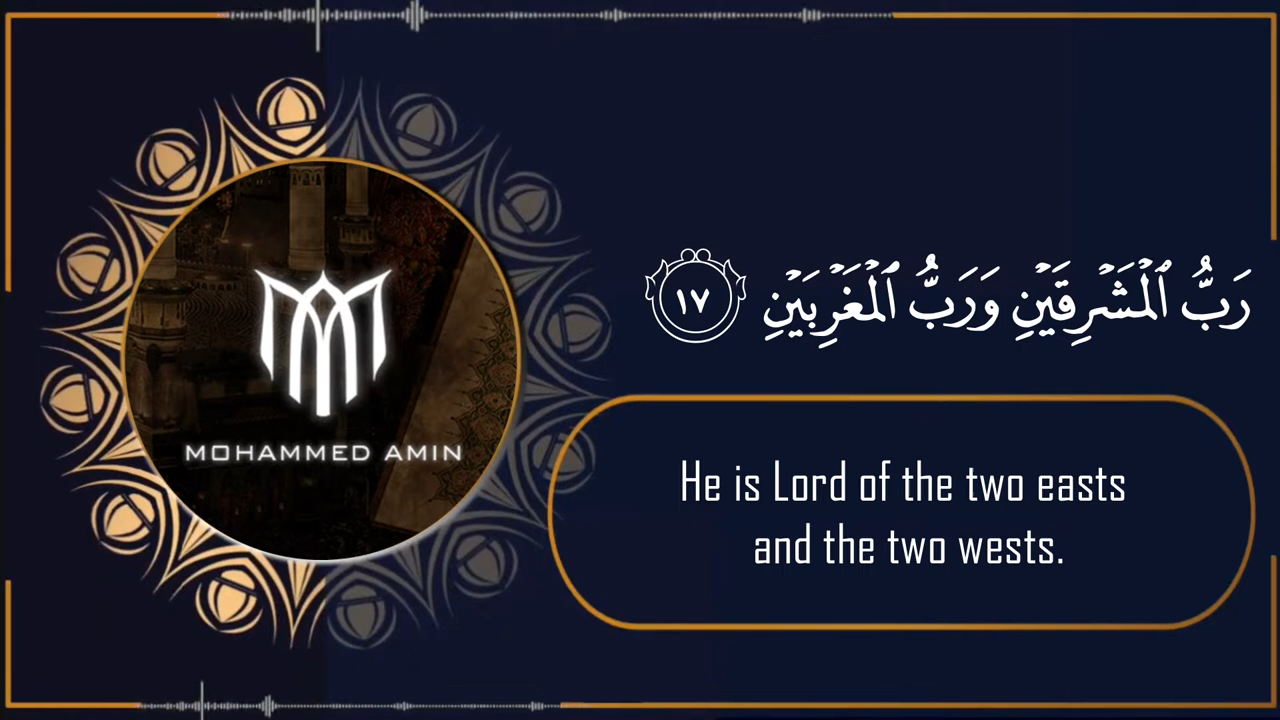 رَبُّ ٱلْمَشْرِقَيْنِ وَرَبُّ ٱلْمَغْرِبَيْنِ ١٧
MOHAMMED AMIN
He is Lord of the two easts
and the two wests.